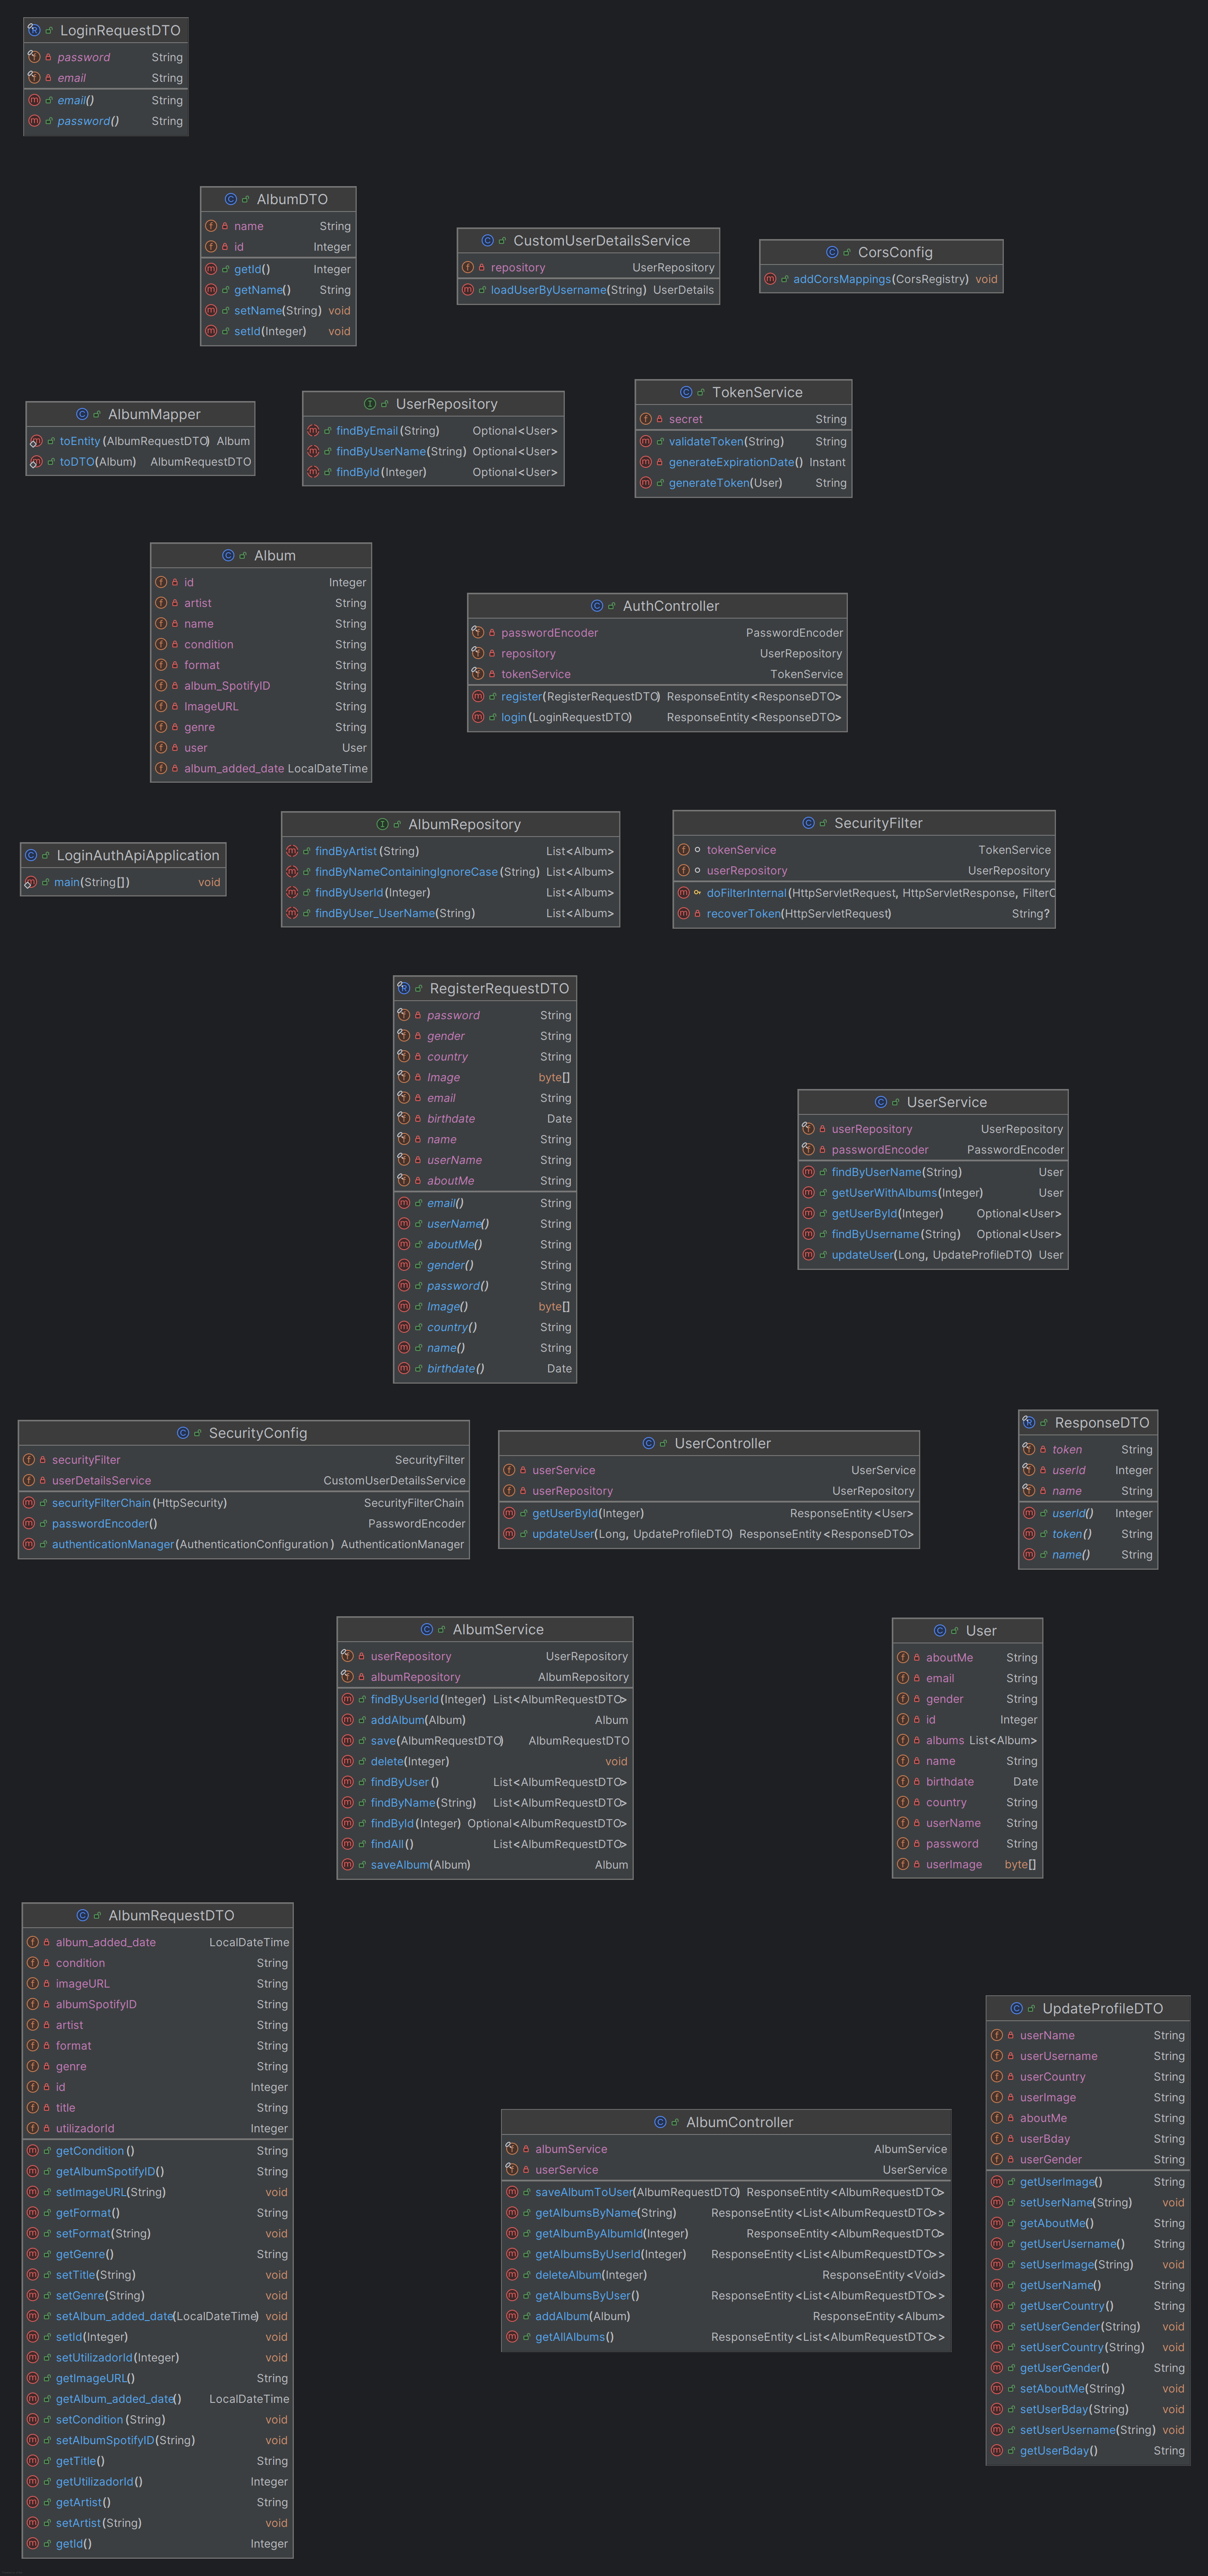 LoginRequestDTO
password String
email String
email() String
password() String
AlbumDTO
name String
id Integer
getId() Integer
getName() String
setName(String) void
setId(Integer) void
CustomUserDetailsService
repository UserRepository
loadUserByUsername(String) UserDetails
CorsConfig
addCorsMappings(CorsRegistry) void
AlbumMapper
toEntity(AlbumRequestDTO) Album
toDTO(Album) AlbumRequestDTO
UserRepository
findByEmail(String) Optional<User>
findByUserName(String) Optional<User>
findById(Integer) Optional<User>
TokenService
secret String
validateToken(String) String
generateExpirationDate() Instant
generateToken(User) String
Album
id Integer
artist String
name String
condition String
format String
album_SpotifyID String
ImageURL String
genre String
user User
album_added_date LocalDateTime
AuthController
passwordEncoder PasswordEncoder
repository UserRepository
tokenService TokenService
register(RegisterRequestDTO) ResponseEntity<ResponseDTO>
login(LoginRequestDTO) ResponseEntity<ResponseDTO>
LoginAuthApiApplication
main(String[]) void
AlbumRepository
findByArtist(String) List<Album>
findByNameContainingIgnoreCase(String) List<Album>
findByUserId(Integer) List<Album>
findByUser_UserName(String) List<Album>
SecurityFilter
tokenService TokenService
userRepository UserRepository
doFilterInternal(HttpServletRequest, HttpServletResponse, FilterC
recoverToken(HttpServletRequest) String?
RegisterRequestDTO
password String
gender String
country String
Image byte[]
email String
birthdate Date
name String
userName String
aboutMe String
email() String
userName() String
aboutMe() String
gender() String
password() String
Image() byte[]
country() String
name() String
birthdate() Date
UserService
userRepository UserRepository
passwordEncoder PasswordEncoder
findByUserName(String) User
getUserWithAlbums(Integer) User
getUserById(Integer) Optional<User>
findByUsername(String) Optional<User>
updateUser(Long, UpdateProfileDTO) User
SecurityConfig
securityFilter SecurityFilter
userDetailsService CustomUserDetailsService
securityFilterChain(HttpSecurity) SecurityFilterChain
passwordEncoder() PasswordEncoder
authenticationManager(AuthenticationConfiguration) AuthenticationManager
UserController
userService UserService
userRepository UserRepository
getUserById(Integer) ResponseEntity<User>
updateUser(Long, UpdateProfileDTO) ResponseEntity<ResponseDTO>
ResponseDTO
token String
userId Integer
name String
userId() Integer
token() String
name() String
AlbumService
userRepository UserRepository
albumRepository AlbumRepository
findByUserId(Integer) List<AlbumRequestDTO>
addAlbum(Album) Album
save(AlbumRequestDTO) AlbumRequestDTO
delete(Integer) void
findByUser() List<AlbumRequestDTO>
findByName(String) List<AlbumRequestDTO>
findById(Integer) Optional<AlbumRequestDTO>
findAll() List<AlbumRequestDTO>
saveAlbum(Album) Album
User
aboutMe String
email String
gender String
id Integer
albums List<Album>
name String
birthdate Date
country String
userName String
password String
userImage byte[]
AlbumRequestDTO
album_added_date LocalDateTime
condition String
imageURL String
albumSpotifyID String
artist String
format String
genre String
id Integer
title String
utilizadorId Integer
getCondition() String
getAlbumSpotifyID() String
setImageURL(String) void
getFormat() String
setFormat(String) void
getGenre() String
setTitle(String) void
setGenre(String) void
setAlbum_added_date(LocalDateTime) void
setId(Integer) void
setUtilizadorId(Integer) void
getImageURL() String
getAlbum_added_date() LocalDateTime
setCondition(String) void
setAlbumSpotifyID(String) void
getTitle() String
getUtilizadorId() Integer
getArtist() String
setArtist(String) void
getId() Integer
AlbumController
albumService AlbumService
userService UserService
saveAlbumToUser(AlbumRequestDTO) ResponseEntity<AlbumRequestDTO>
getAlbumsByName(String) ResponseEntity<List<AlbumRequestDTO>>
getAlbumByAlbumId(Integer) ResponseEntity<AlbumRequestDTO>
getAlbumsByUserId(Integer) ResponseEntity<List<AlbumRequestDTO>>
deleteAlbum(Integer) ResponseEntity<Void>
getAlbumsByUser() ResponseEntity<List<AlbumRequestDTO>>
addAlbum(Album) ResponseEntity<Album>
getAllAlbums() ResponseEntity<List<AlbumRequestDTO>>
UpdateProfileDTO
userName String
userUsername String
userCountry String
userImage String
aboutMe String
userBday String
userGender String
getUserImage() String
setUserName(String) void
getAboutMe() String
getUserUsername() String
setUserImage(String) void
getUserName() String
getUserCountry() String
setUserGender(String) void
setUserCountry(String) void
getUserGender() String
setAboutMe(String) void
setUserBday(String) void
setUserUsername(String) void
getUserBday() String